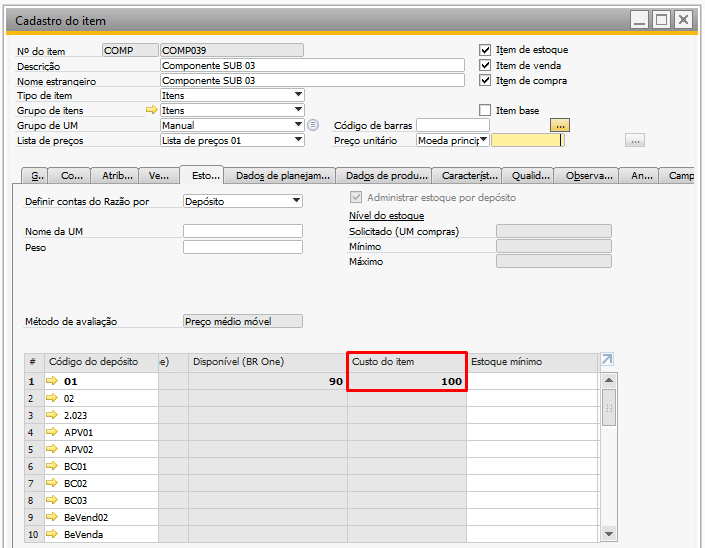 Cadastro do item
Nº do item COMP COMP039
Descrição Componente SUB 03
Nome estrangeiro Componente SUB 03
Tipo de item Itens
Grupo de itens Itens
Grupo de UM Manual
Lista de preços Lista de preços 01
Item de estoque
Item de venda
Item de compra
Item base
Código de barras ...
Preço unitário Moeda princip ...
G.. Co... Atrib... Ve... Esto... Dados de planejam... Dados de produ... Característ... Qualid... Observa... An... Camp
Definir contas do Razão por Depósito
Administrar estoque por depósito
Nível do estoque
Nome da UM
Solicitado (UM compras)
Peso
Mínimo
Máximo
Método de avaliação Preço médio móvel
# Código do depósito e) Disponível (BR One) Custo do item Estoque mínimo
1 01 90 100
2 02
3 2.023
4 APV01
5 APV02
6 BC01
7 BC02
8 BC03
9 BeVend02
10 BeVenda